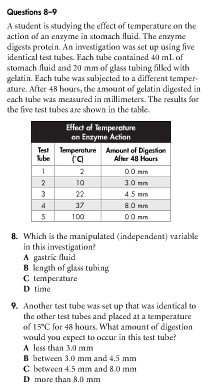 Questions 8–9
A student is studying the effect of temperature on the
action of an enzyme in stomach fluid. The enzyme
digests protein. An investigation was set up using five
identical test tubes. Each tube contained 40 mL of
stomach fluid and 20 mm of glass tubing filled with
gelatin. Each tube was subjected to a different temper-
ature. After 48 hours, the amount of gelatin digested in
each tube was measured in millimeters. The results for
the five test tubes are shown in the table.
Effect of Temperature
on Enzyme Action
Test Tube Temperature (°C) Amount of Digestion After 48 Hours
1 2 0.0 mm
2 10 3.0 mm
3 22 4.5 mm
4 37 8.0 mm
5 100 0.0 mm
8. Which is the manipulated (independent) variable
in this investigation?
A gastric fluid
B length of glass tubing
C temperature
D time
9. Another test tube was set up that was identical to
the other test tubes and placed at a temperature
of 15°C for 48 hours. What amount of digestion
would you expect to occur in this test tube?
A less than 3.0 mm
B between 3.0 mm and 4.5 mm
C between 4.5 mm and 8.0 mm
D more than 8.0 mm